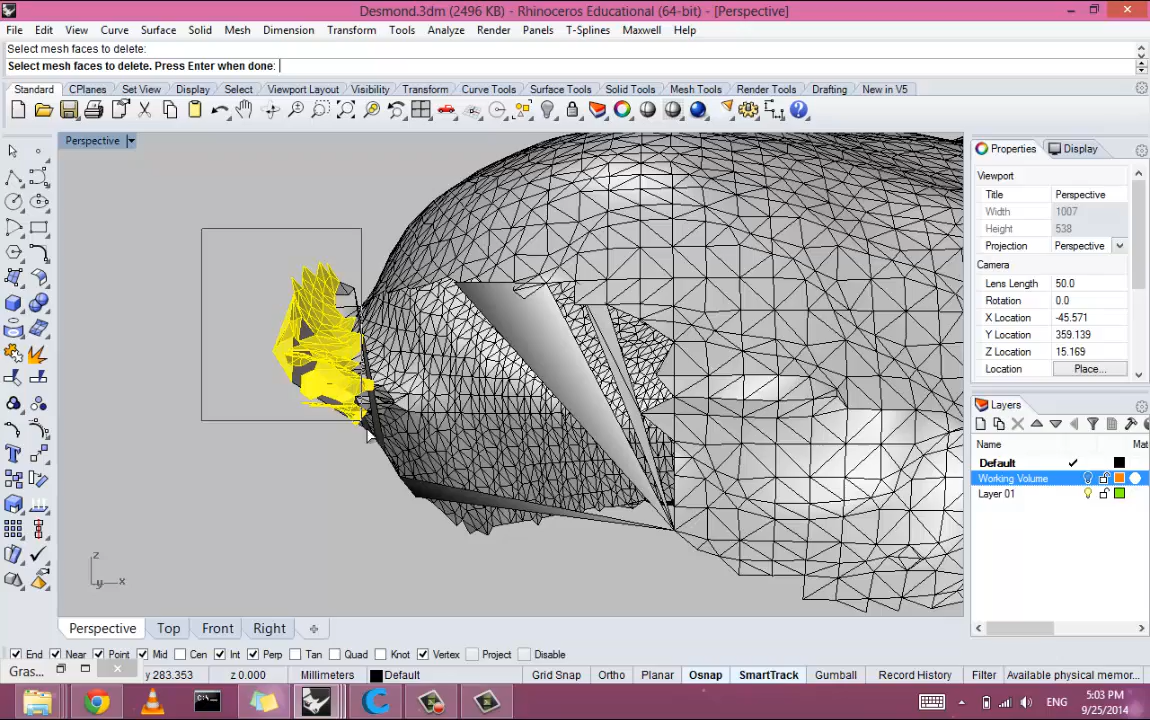 Desmond.3dm (2496 KB) - Rhinoceros Educational (64-bit) - [Perspective]
File Edit View Curve Surface Solid Mesh Dimension Transform Tools Analyze Render Panels T-Splines Maxwell Help
Select mesh faces to delete:
Select mesh faces to delete. Press Enter when done:
Standard CPlanes Set View Display Select Viewport Layout Visibility Transform Curve Tools Surface Tools Solid Tools Mesh Tools Render Tools Drafting New in V5
Perspective
Properties Display
Viewport
Title Perspective
Width 1007
Height 538
Projection Perspective
Camera
Lens Length 50.0
Rotation 0.0
X Location -45.571
Y Location 359.139
Z Location 15.169
Location Place...
Layers
Name Mat
Default
Working Volume
Layer 01
z
y x
Perspective Top Front Right
End Near Point Mid Cen Int Perp Tan Quad Knot Vertex Project Disable
Gras... y 283.353 z 0.000 Millimeters Default Grid Snap Ortho Planar Osnap SmartTrack Gumball Record History Filter Available physical memor...
ENG
5:03 PM
9/25/2014